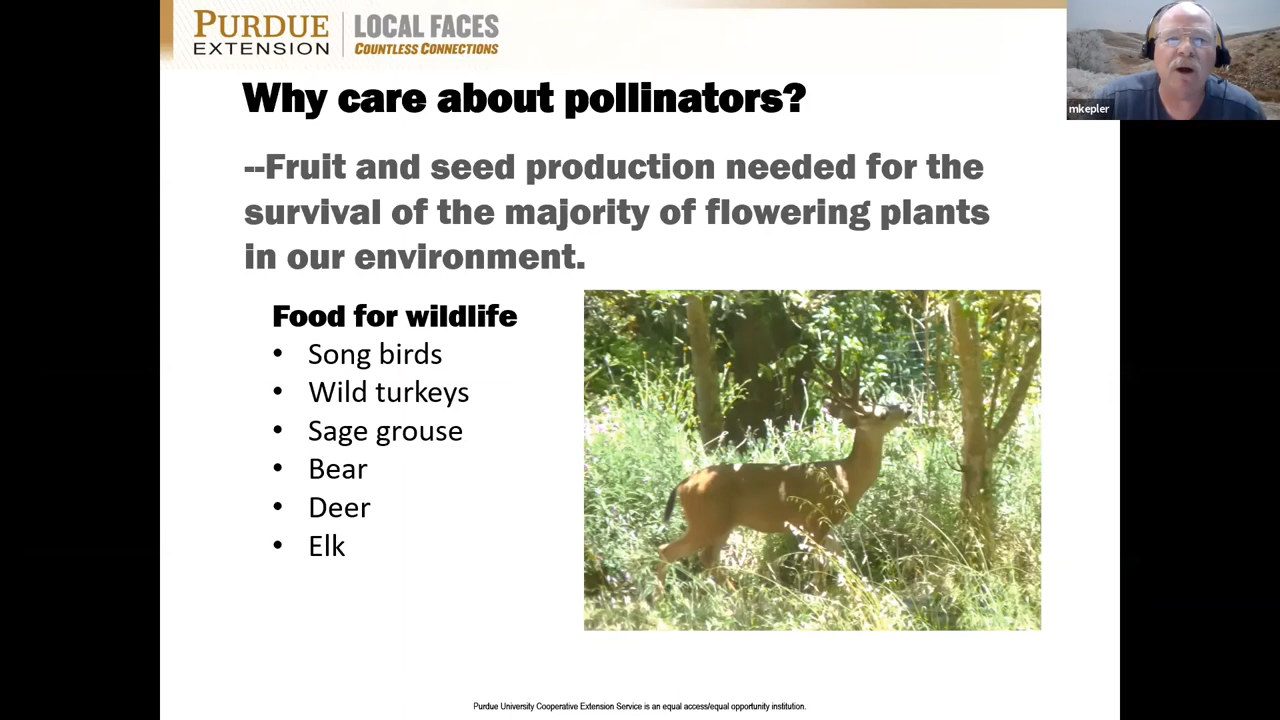 PURDUE
EXTENSION
LOCAL FACES
COUNTLESS CONNECTIONS
mkepler
Why care about pollinators?
--Fruit and seed production needed for the
survival of the majority of flowering plants
in our environment.
Food for wildlife
• Song birds
• Wild turkeys
• Sage grouse
• Bear
• Deer
• Elk
Purdue University Cooperative Extension Service is an equal access/equal opportunity institution.